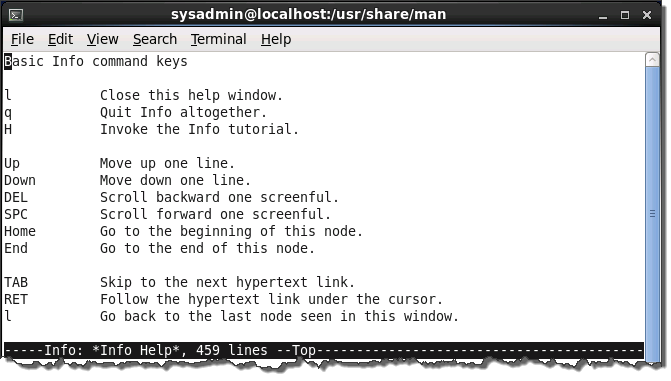 sysadmin@localhost:/usr/share/man
File Edit View Search Terminal Help
Basic Info command keys
l Close this help window.
q Quit Info altogether.
H Invoke the Info tutorial.
Up Move up one line.
Down Move down one line.
DEL Scroll backward one screenful.
SPC Scroll forward one screenful.
Home Go to the beginning of this node.
End Go to the end of this node.
TAB Skip to the next hypertext link.
RET Follow the hypertext link under the cursor.
l Go back to the last node seen in this window.
-----Info: *Info Help*, 459 lines --Top-----------------------------------------